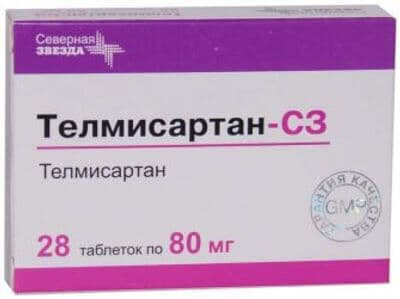 Северная
ЗВЕЗДА
Телмисартан-СЗ
Телмисартан
28 таблеток по 80 мг
ГАРАНТИЯ КАЧЕСТВА
GMP